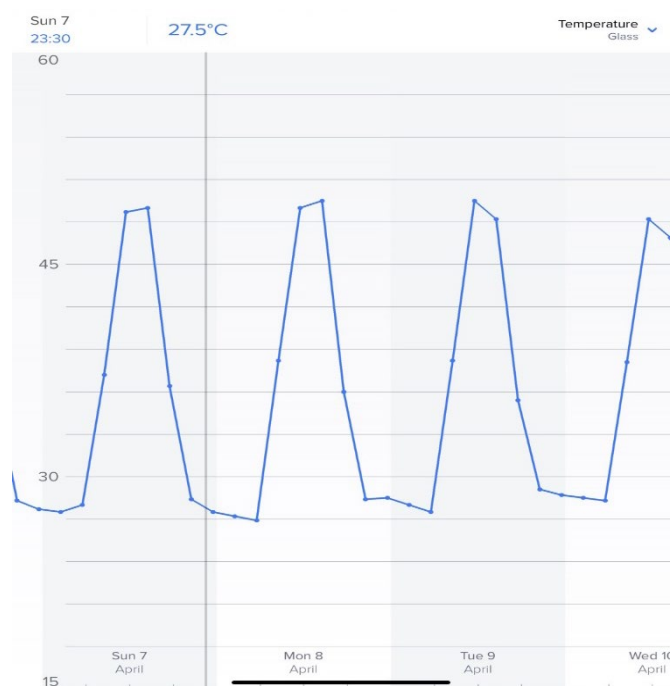 Sun 7
23:30
27.5°C
Temperature
Glass
60
45
30
15
Sun 7
April
Mon 8
April
Tue 9
April
Wed 10
April